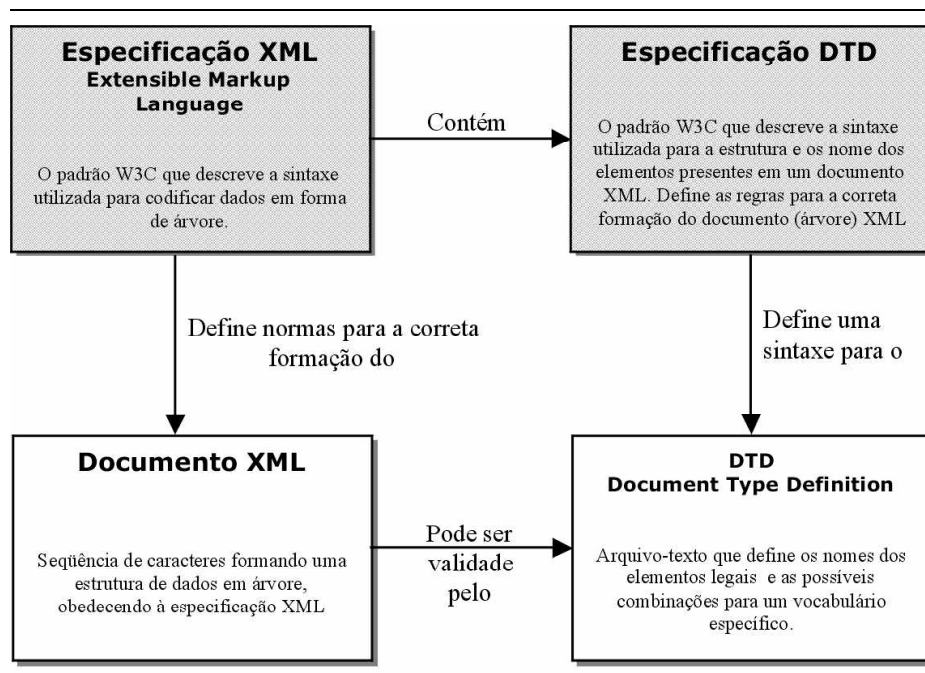 Especificação XML
Extensible Markup
Language
O padrão W3C que descreve a sintaxe
utilizada para codificar dados em forma
de árvore.
Contém
Especificação DTD
O padrão W3C que descreve a sintaxe
utilizada para a estrutura e os nome dos
elementos presentes em um documento
XML. Define as regras para a correta
formação do documento (árvore) XML
Define normas para a correta
formação do
Define uma
sintaxe para o
Documento XML
Seqüência de caracteres formando uma
estrutura de dados em árvore,
obedecendo à especificação XML
Pode ser
validade
pelo
DTD
Document Type Definition
Arquivo-texto que define os nomes dos
elementos legais e as possíveis
combinações para um vocabulário
específico.